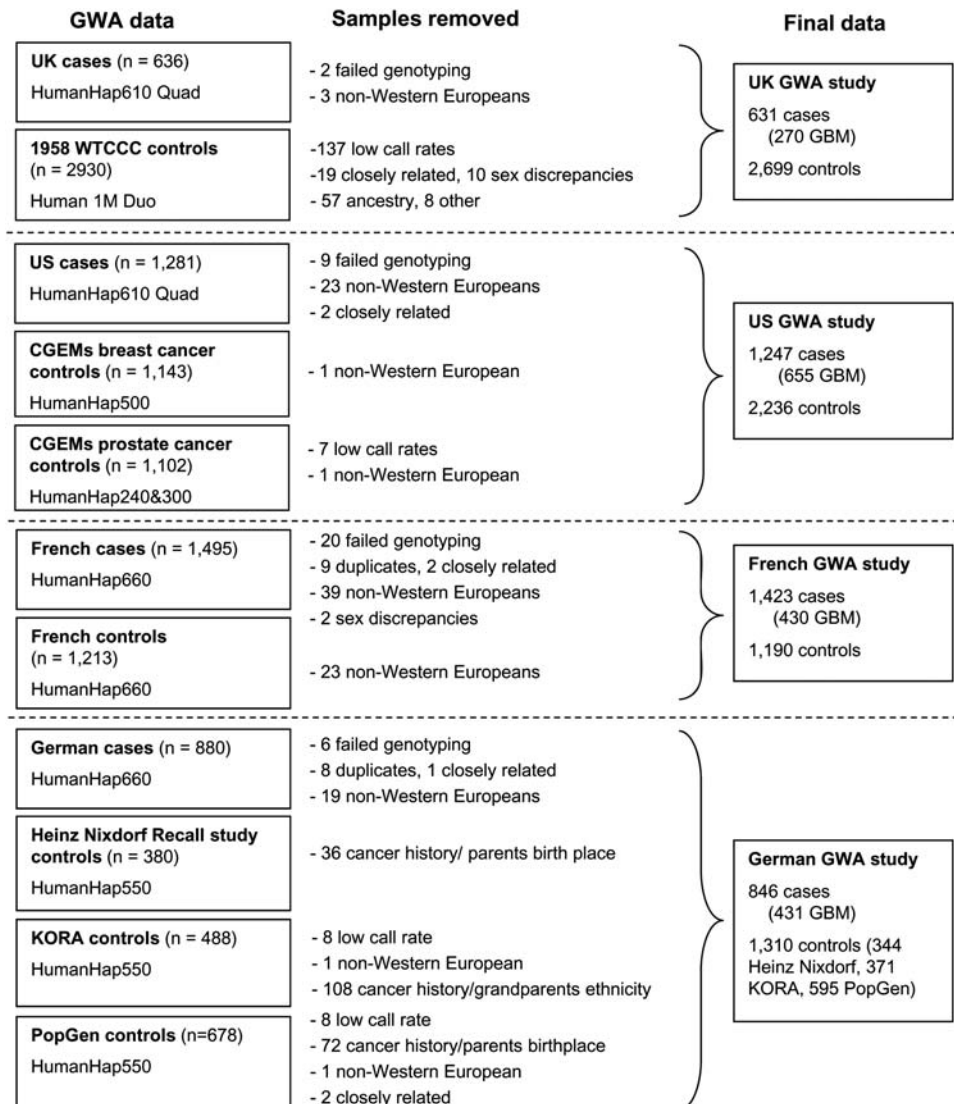 GWA data
Samples removed
Final data
UK cases (n = 636)
HumanHap610 Quad
- 2 failed genotyping
- 3 non-Western Europeans
1958 WTCCC controls
(n = 2930)
Human 1M Duo
-137 low call rates
-19 closely related, 10 sex discrepancies
- 57 ancestry, 8 other
UK GWA study
631 cases
(270 GBM)
2,699 controls
US cases (n = 1,281)
HumanHap610 Quad
- 9 failed genotyping
- 23 non-Western Europeans
- 2 closely related
CGEMs breast cancer
controls (n = 1,143)
HumanHap500
- 1 non-Western European
CGEMs prostate cancer
controls (n = 1,102)
HumanHap240&300
- 7 low call rates
- 1 non-Western European
US GWA study
1,247 cases
(655 GBM)
2,236 controls
French cases (n = 1,495)
HumanHap660
- 20 failed genotyping
- 9 duplicates, 2 closely related
- 39 non-Western Europeans
- 2 sex discrepancies
French controls
(n = 1,213)
HumanHap660
- 23 non-Western Europeans
French GWA study
1,423 cases
(430 GBM)
1,190 controls
German cases (n = 880)
HumanHap660
- 6 failed genotyping
- 8 duplicates, 1 closely related
- 19 non-Western Europeans
Heinz Nixdorf Recall study
controls (n = 380)
HumanHap550
- 36 cancer history/ parents birth place
KORA controls (n = 488)
HumanHap550
- 8 low call rate
- 1 non-Western European
- 108 cancer history/grandparents ethnicity
PopGen controls (n=678)
HumanHap550
- 8 low call rate
- 72 cancer history/parents birthplace
- 1 non-Western European
- 2 closely related
German GWA study
846 cases
(431 GBM)
1,310 controls (344
Heinz Nixdorf, 371
KORA, 595 PopGen)